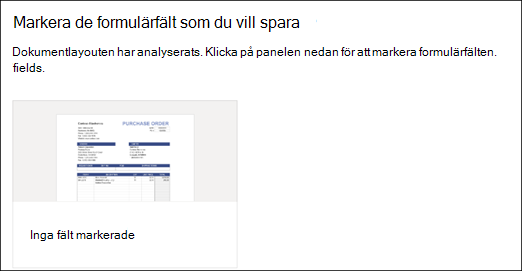 Markera de formulärfält som du vill spara
Dokumentlayouten har analyserats. Klicka på panelen nedan för att markera formulärfälten.
fields.
PURCHASE ORDER
Inga fält markerade